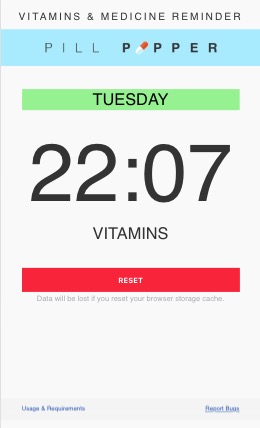 VITAMINS & MEDICINE REMINDER
PILL POPPER
TUESDAY
22:07
VITAMINS
RESET
Data will be lost if you reset your browser storage cache.
Usage & Requirements
Report Bugs